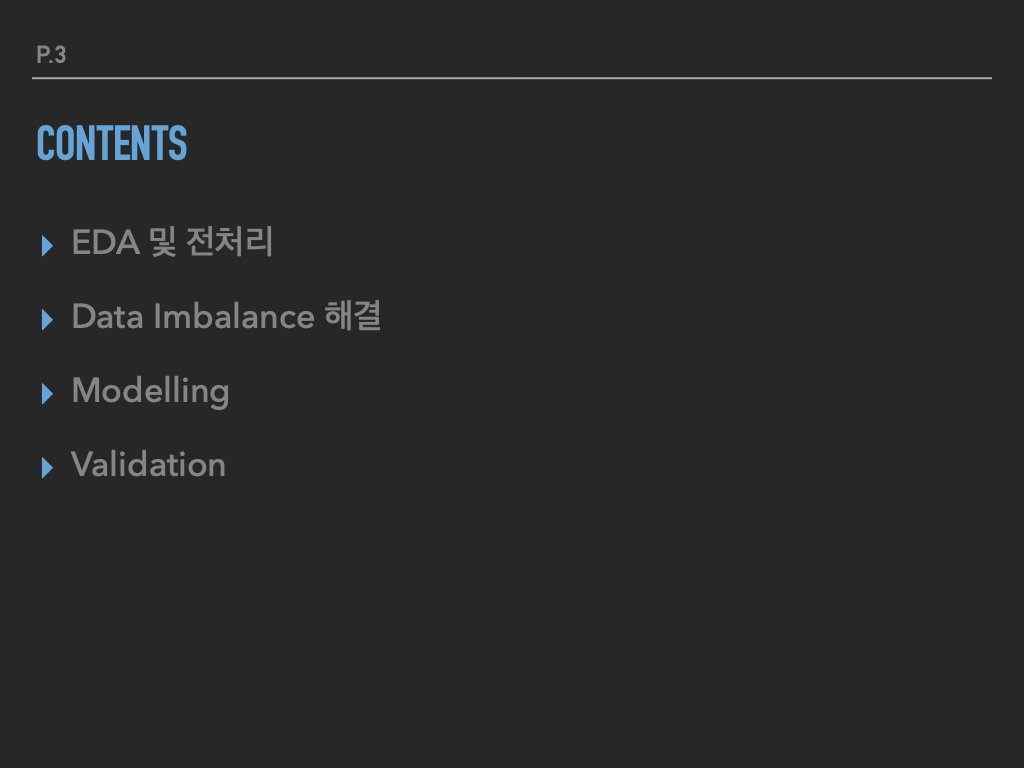 P.3
CONTENTS
EDA 및 전처리
Data Imbalance 해결
Modelling
Validation